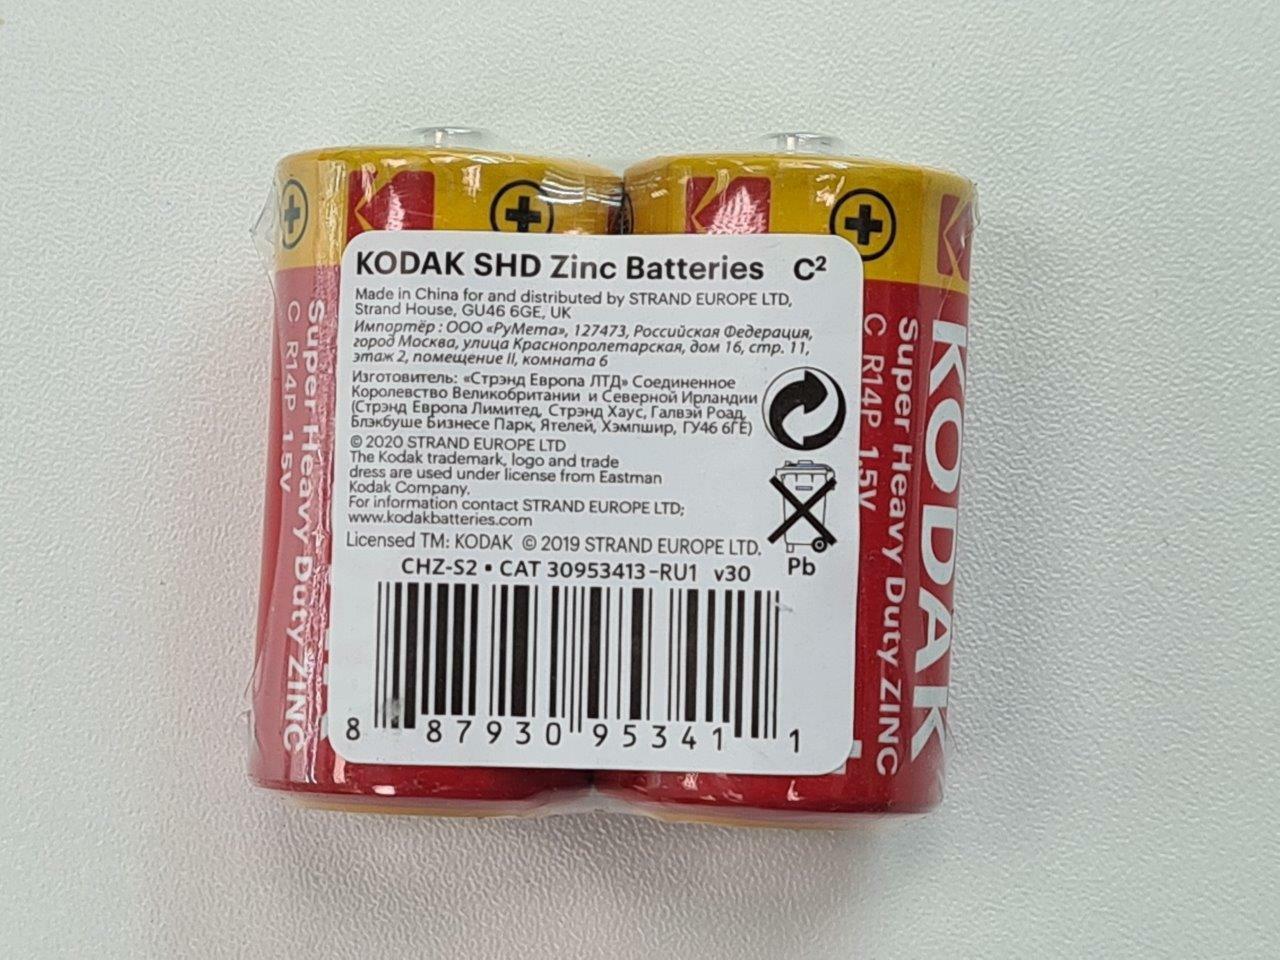 KODAK SHD Zinc Batteries C²
Made in China for and distributed by STRAND EUROPE LTD,
Strand House, GU46 6GE, UK
Импортёр : ООО «РуМета», 127473, Российская Федерация,
город Москва, улица Краснопролетарская, дом 16, стр. 11,
этаж 2, помещение II, комната 6
Изготовитель: «Стрэнд Европа ЛТД» Соединенное
Королевство Великобритании и Северной Ирландии
(Стрэнд Европа Лимитед, Стрэнд Хаус, Галвэй Роад,
Блэкбуше Бизнесе Парк, Ятелей, Хэмпшир, ГУ46 6ГЕ)
© 2020 STRAND EUROPE LTD
The Kodak trademark, logo and trade
dress are used under license from Eastman
Kodak Company.
For information contact STRAND EUROPE LTD;
www.kodakbatteries.com
Licensed TM: KODAK © 2019 STRAND EUROPE LTD.
Pb
CHZ-S2 • CAT 30953413-RU1 v30
8 87930 95341 1
Super Heavy Duty ZINC
C R14P 1.5V
KODAK
Super Heavy Duty ZINC
C R14P 1.5V